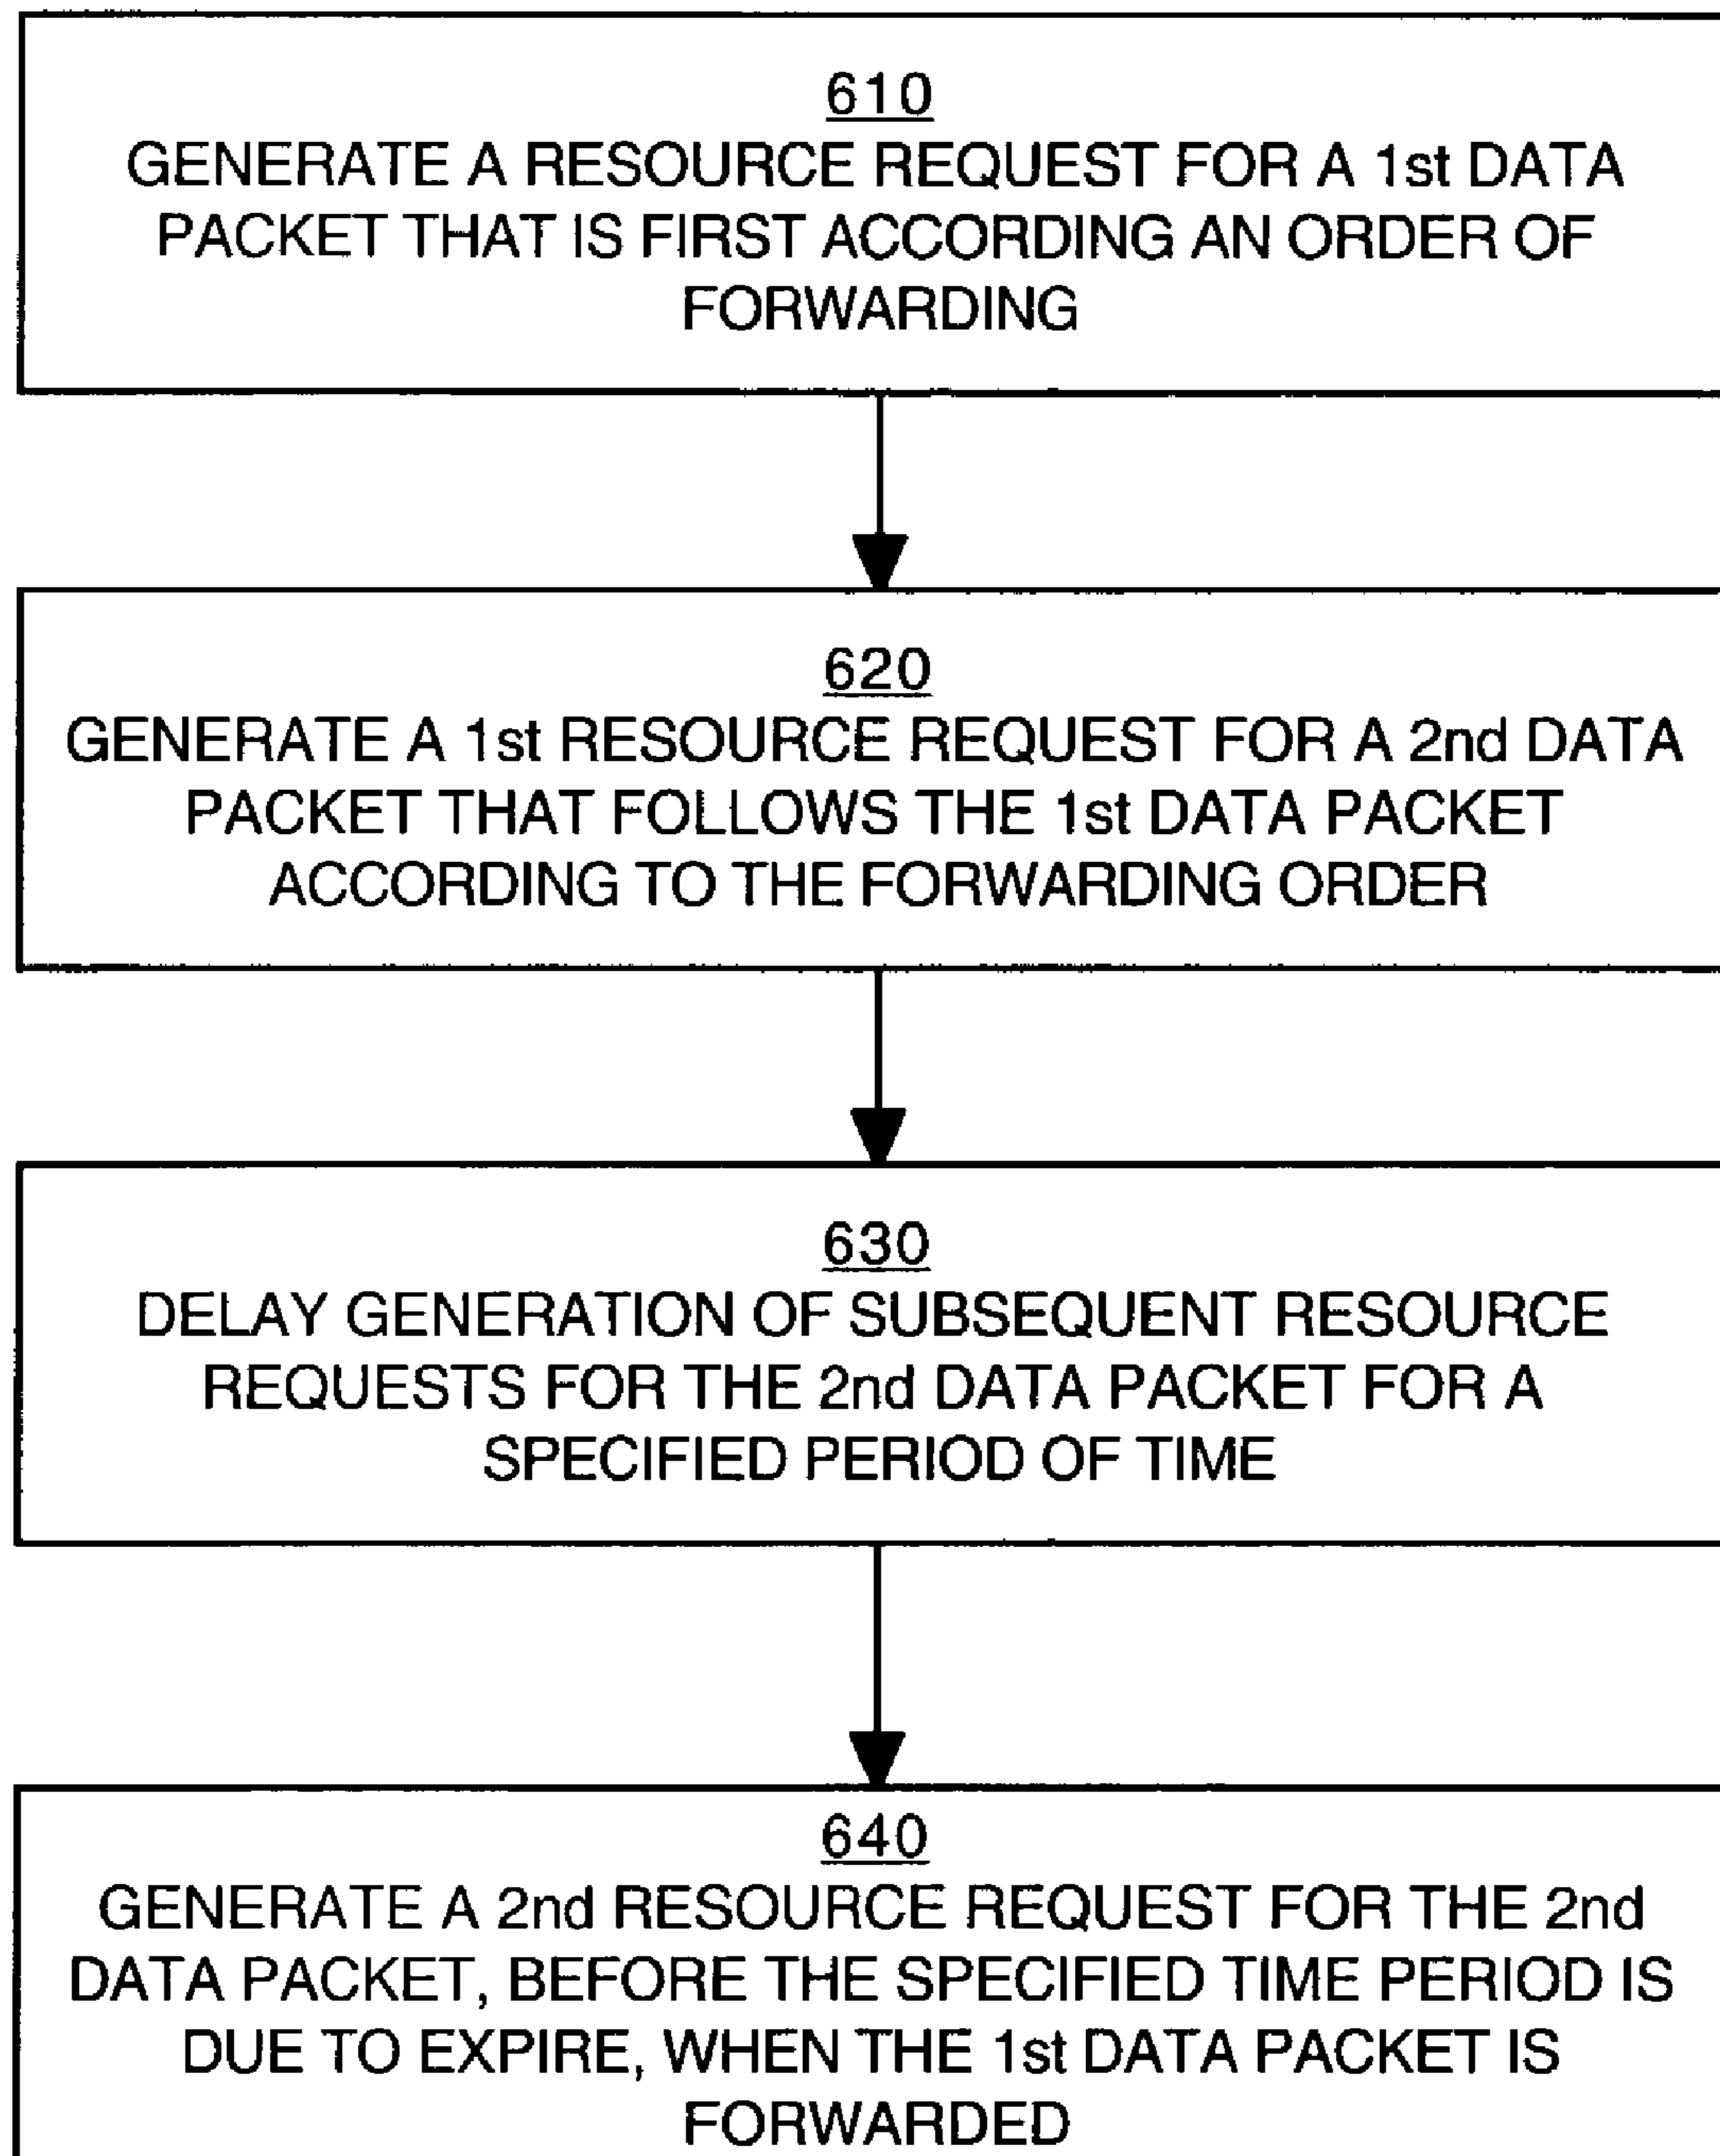 610
GENERATE A RESOURCE REQUEST FOR A 1st DATA
PACKET THAT IS FIRST ACCORDING AN ORDER OF
FORWARDING
620
GENERATE A 1st RESOURCE REQUEST FOR A 2nd DATA
PACKET THAT FOLLOWS THE 1st DATA PACKET
ACCORDING TO THE FORWARDING ORDER
630
DELAY GENERATION OF SUBSEQUENT RESOURCE
REQUESTS FOR THE 2nd DATA PACKET FOR A
SPECIFIED PERIOD OF TIME
640
GENERATE A 2nd RESOURCE REQUEST FOR THE 2nd
DATA PACKET, BEFORE THE SPECIFIED TIME PERIOD IS
DUE TO EXPIRE, WHEN THE 1st DATA PACKET IS
FORWARDED